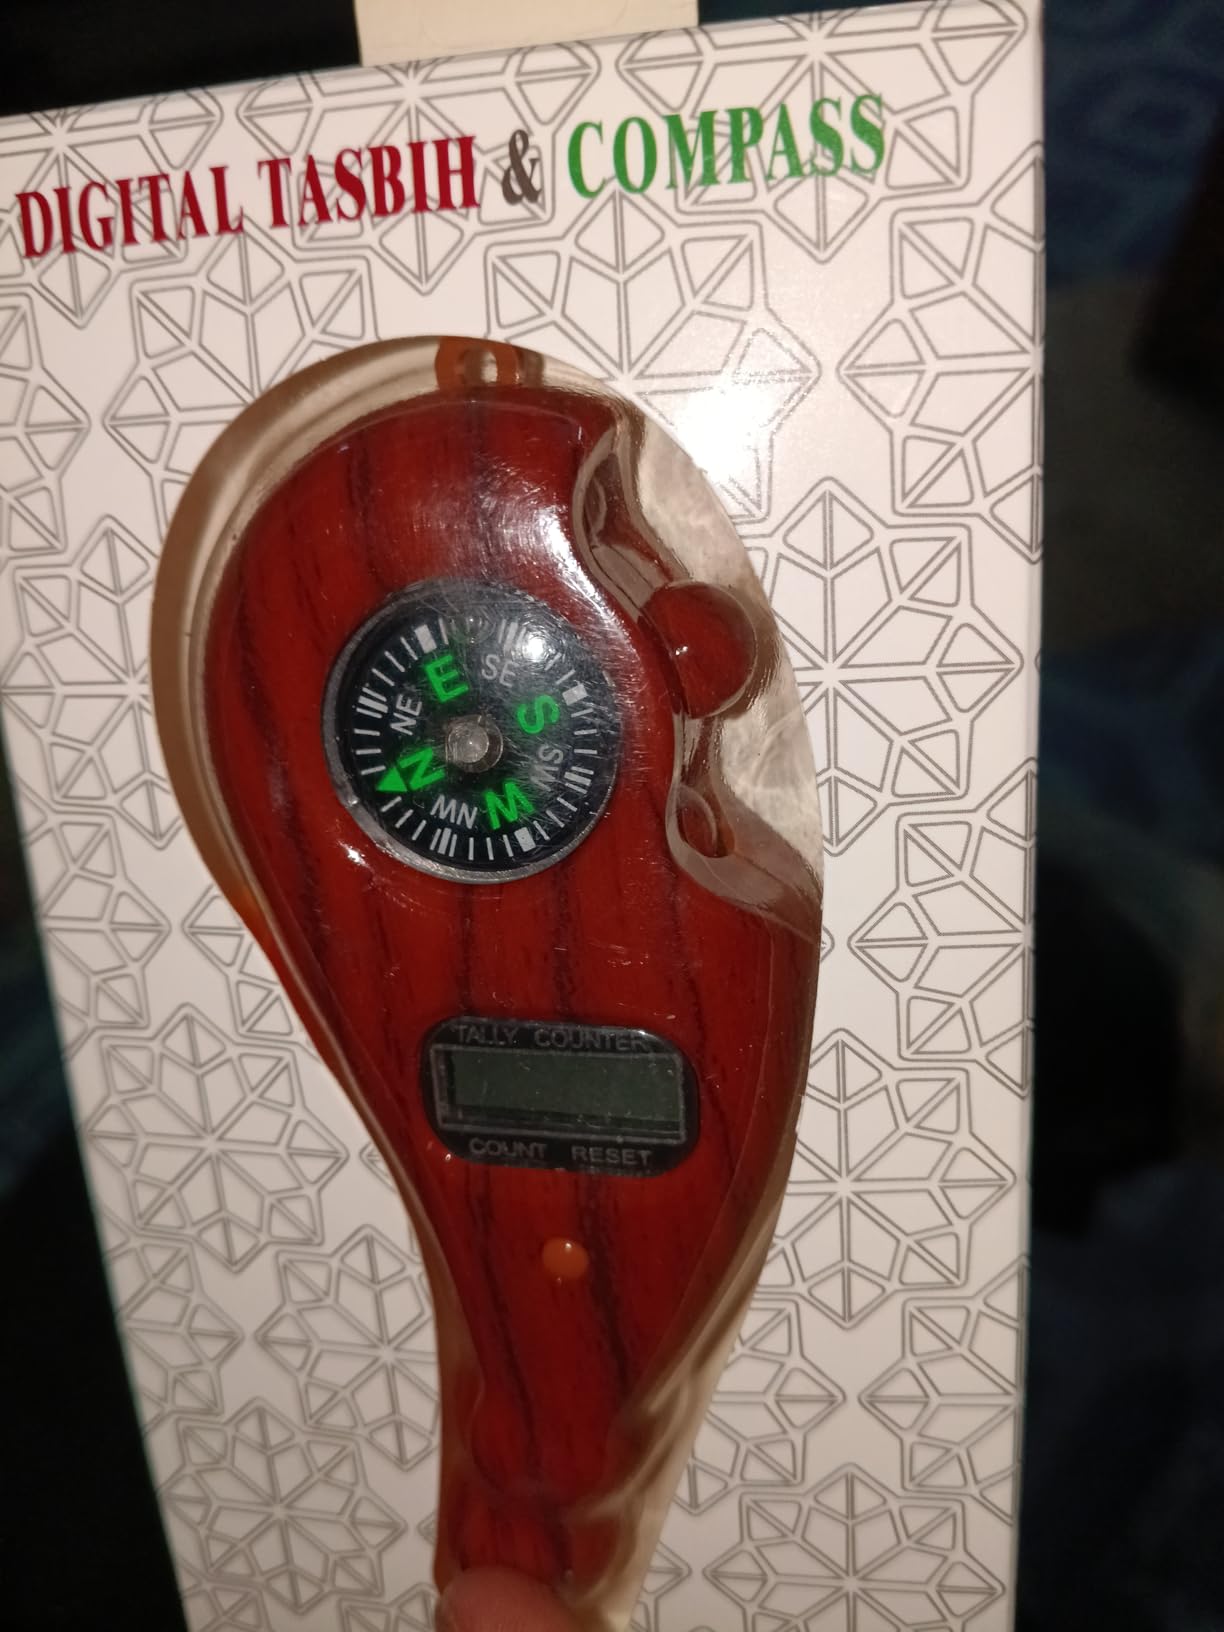 DIGITAL TASBIH & COMPASS
E
SE
NE
S
N
SW
NW
W
TALLY COUNTER
COUNT RESET